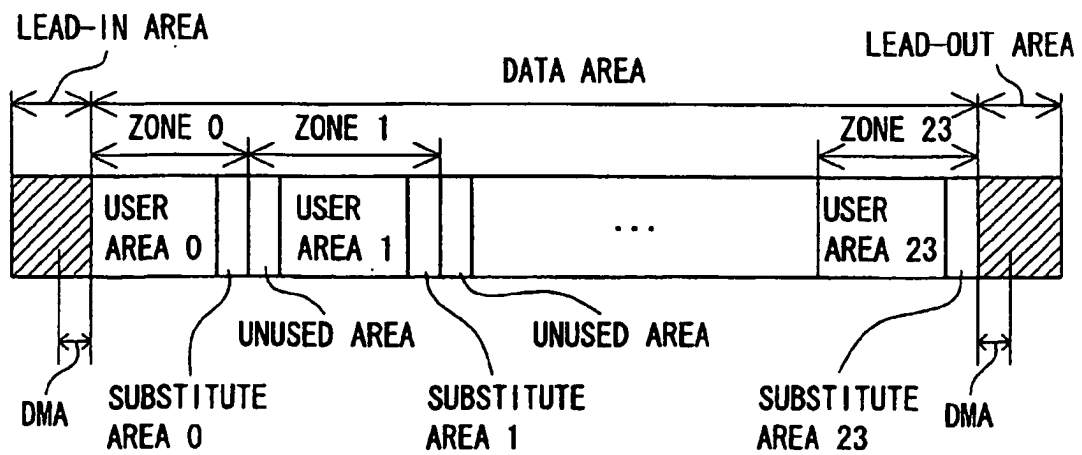 LEAD-IN AREA
LEAD-OUT AREA
DATA AREA
ZONE 0
ZONE 1
ZONE 23
USER
AREA 0
USER
AREA 1
...
USER
AREA 23
UNUSED AREA
UNUSED AREA
DMA
SUBSTITUTE
AREA 0
SUBSTITUTE
AREA 1
SUBSTITUTE
AREA 23
DMA